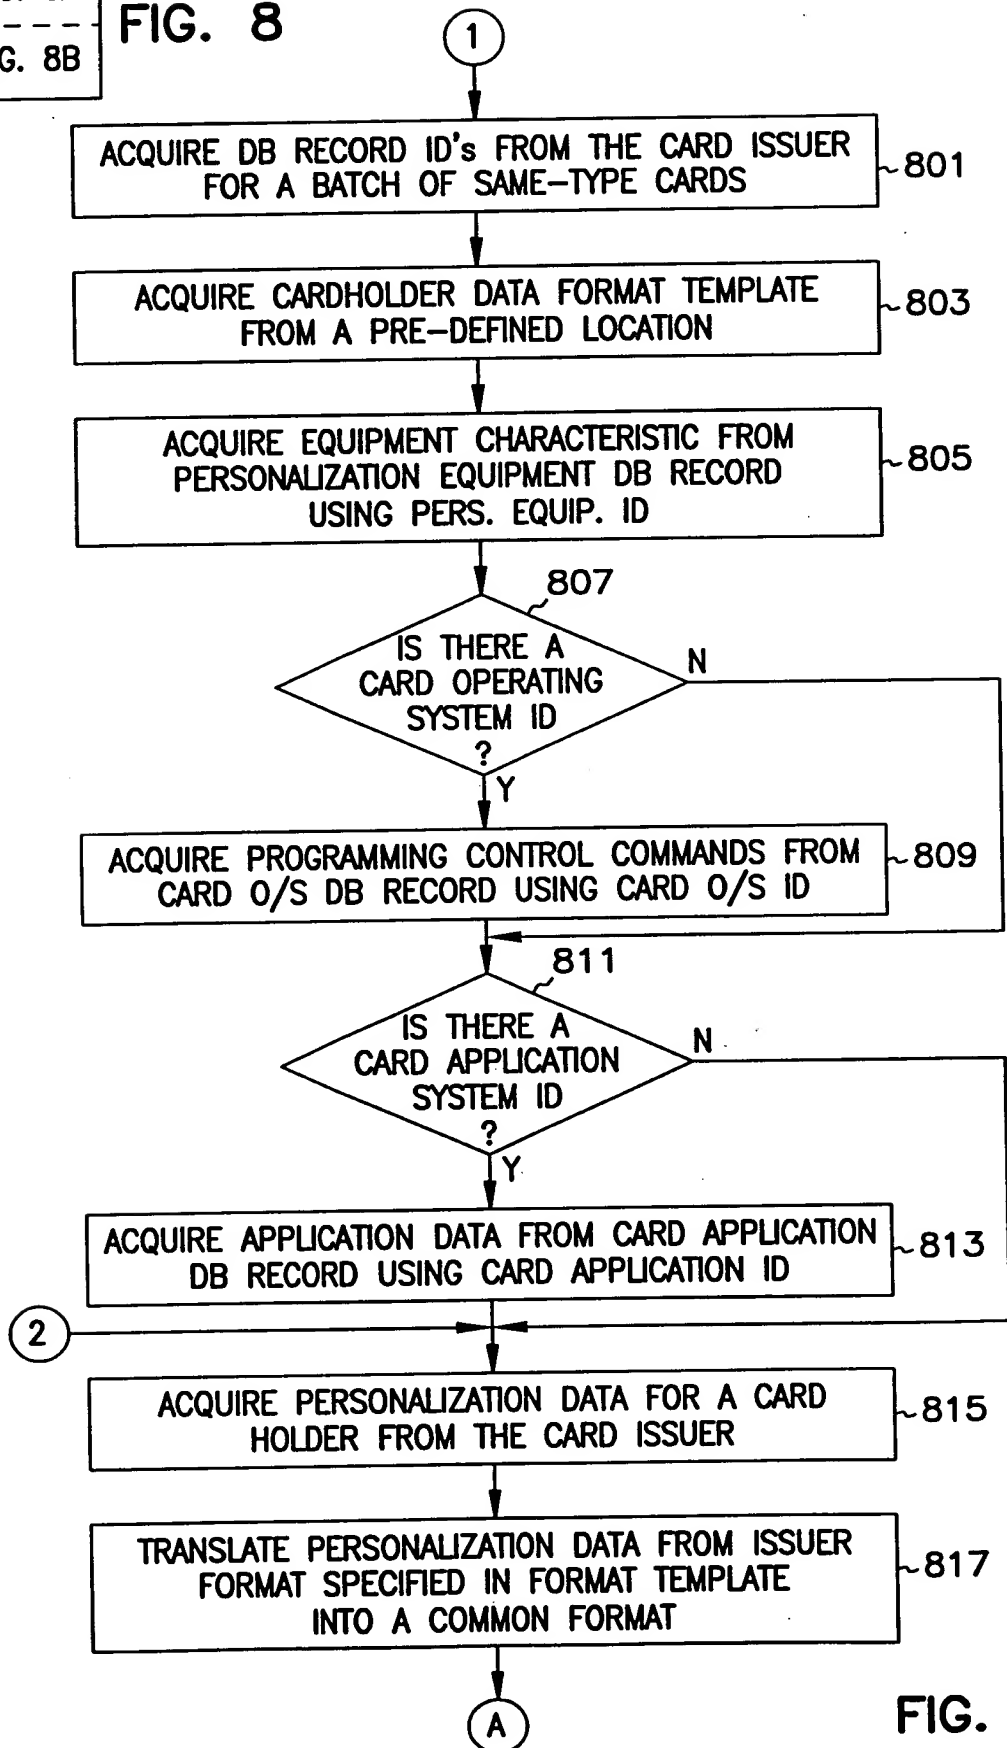 FIG. 8
G. 8B
1
ACQUIRE DB RECORD ID's FROM THE CARD ISSUER
FOR A BATCH OF SAME-TYPE CARDS
801
ACQUIRE CARDHOLDER DATA FORMAT TEMPLATE
FROM A PRE-DEFINED LOCATION
803
ACQUIRE EQUIPMENT CHARACTERISTIC FROM
PERSONALIZATION EQUIPMENT DB RECORD
USING PERS. EQUIP. ID
805
807
IS THERE A
CARD OPERATING
SYSTEM ID
?
N
Y
ACQUIRE PROGRAMMING CONTROL COMMANDS FROM
CARD O/S DB RECORD USING CARD O/S ID
809
811
IS THERE A
CARD APPLICATION
SYSTEM ID
?
N
Y
ACQUIRE APPLICATION DATA FROM CARD APPLICATION
DB RECORD USING CARD APPLICATION ID
813
2
ACQUIRE PERSONALIZATION DATA FOR A CARD
HOLDER FROM THE CARD ISSUER
815
TRANSLATE PERSONALIZATION DATA FROM ISSUER
FORMAT SPECIFIED IN FORMAT TEMPLATE
INTO A COMMON FORMAT
817
A
FIG.